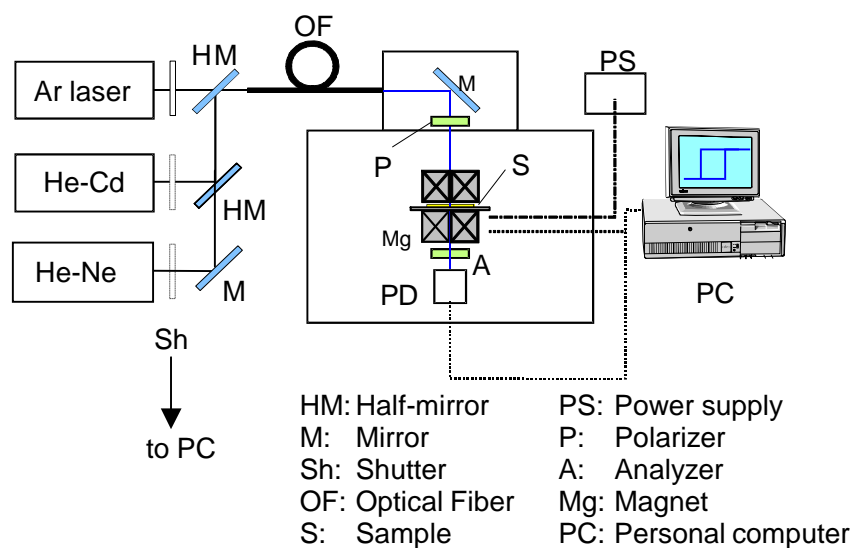 OF
HM
PS
Ar laser
M
P
S
He-Cd
HM
Mg
He-Ne
M
A
PD
PC
Sh
to PC
HM: Half-mirror
M: Mirror
Sh: Shutter
OF: Optical Fiber
S: Sample
PS: Power supply
P: Polarizer
A: Analyzer
Mg: Magnet
PC: Personal computer